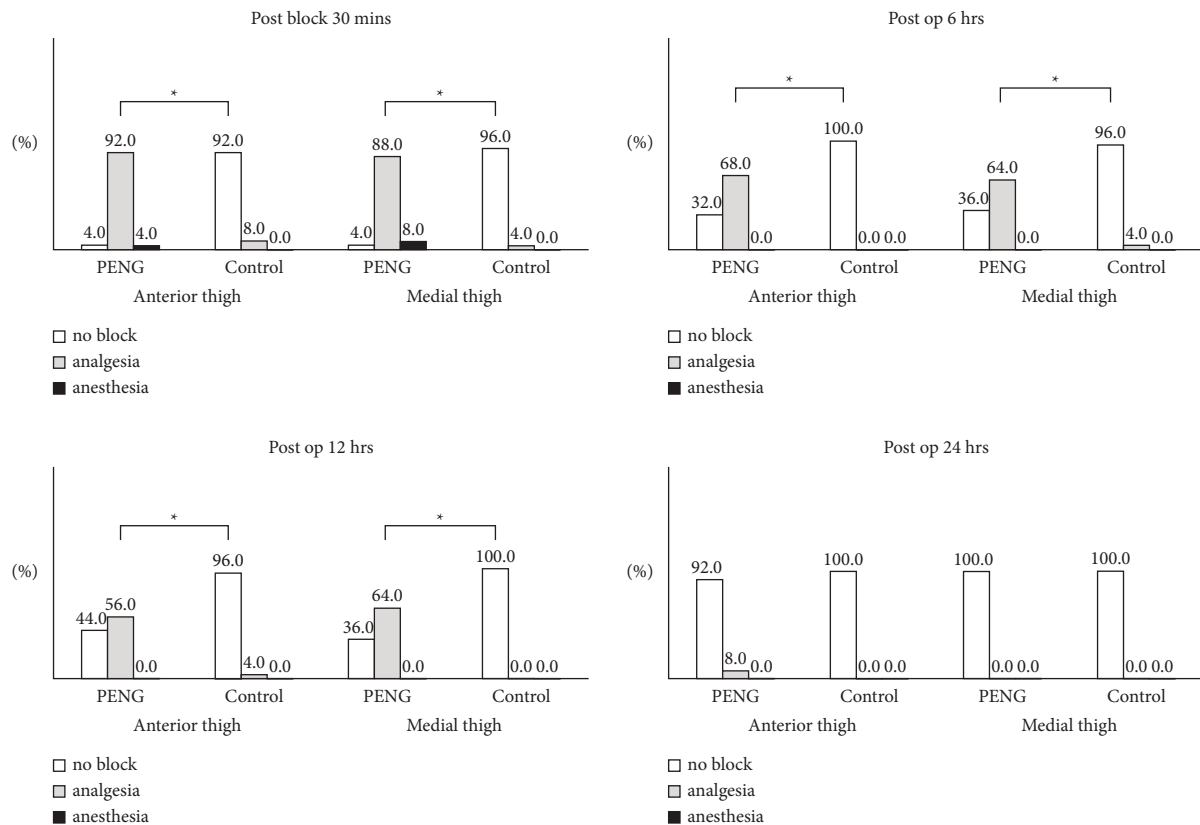 Post block 30 mins
(%)
*
*
4.0 92.0 4.0 92.0 8.0 0.0 4.0 88.0 8.0 96.0 4.0 0.0
PENG Control PENG Control
Anterior thigh Medial thigh
no block
analgesia
anesthesia
Post op 6 hrs
(%)
*
*
32.0 68.0 0.0 100.0 0.0 0.0 36.0 64.0 0.0 96.0 4.0 0.0
PENG Control PENG Control
Anterior thigh Medial thigh
no block
analgesia
anesthesia
Post op 12 hrs
(%)
*
*
44.0 56.0 0.0 96.0 4.0 0.0 36.0 64.0 0.0 100.0 0.0 0.0
PENG Control PENG Control
Anterior thigh Medial thigh
no block
analgesia
anesthesia
Post op 24 hrs
(%)
92.0 8.0 0.0 100.0 0.0 0.0 100.0 0.0 0.0 100.0 0.0 0.0
PENG Control PENG Control
Anterior thigh Medial thigh
no block
analgesia
anesthesia